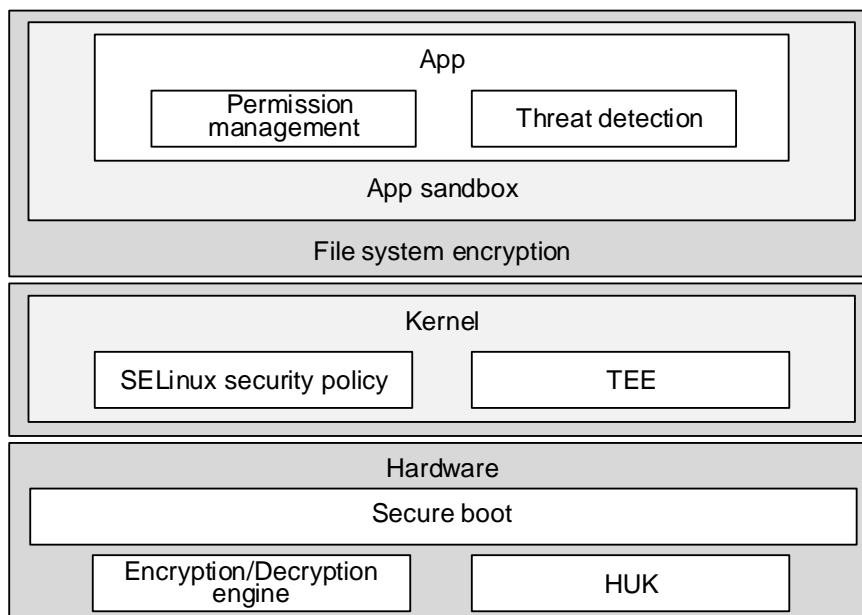 App
Permission
management
Threat detection
App sandbox
File system encryption
Kernel
SELinux security policy
TEE
Hardware
Secure boot
Encryption/Decryption
engine
HUK